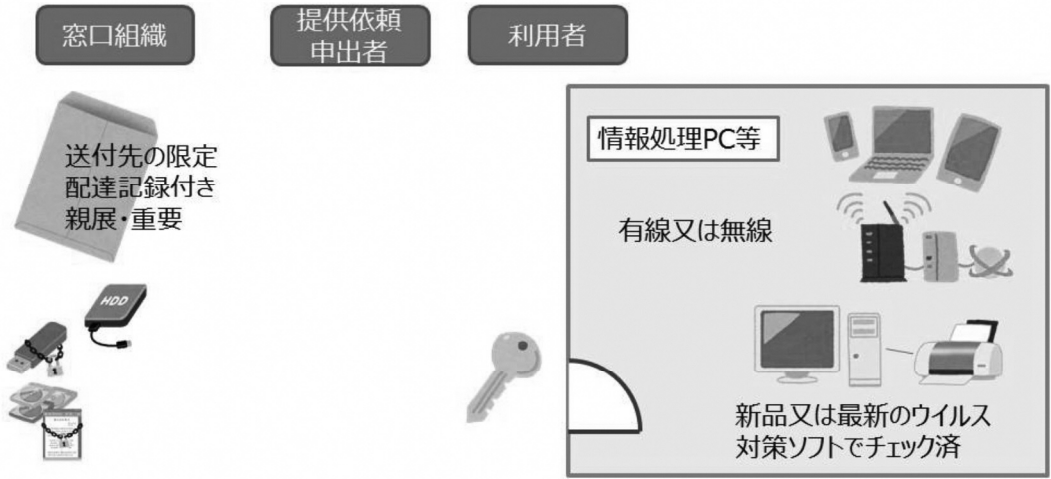 窓口組織
提供依頼
申出者
利用者
送付先の限定
配達記録付き
親展・重要
HDD
情報処理PC等
有線又は無線
新品又は最新のウイルス
対策ソフトでチェック済